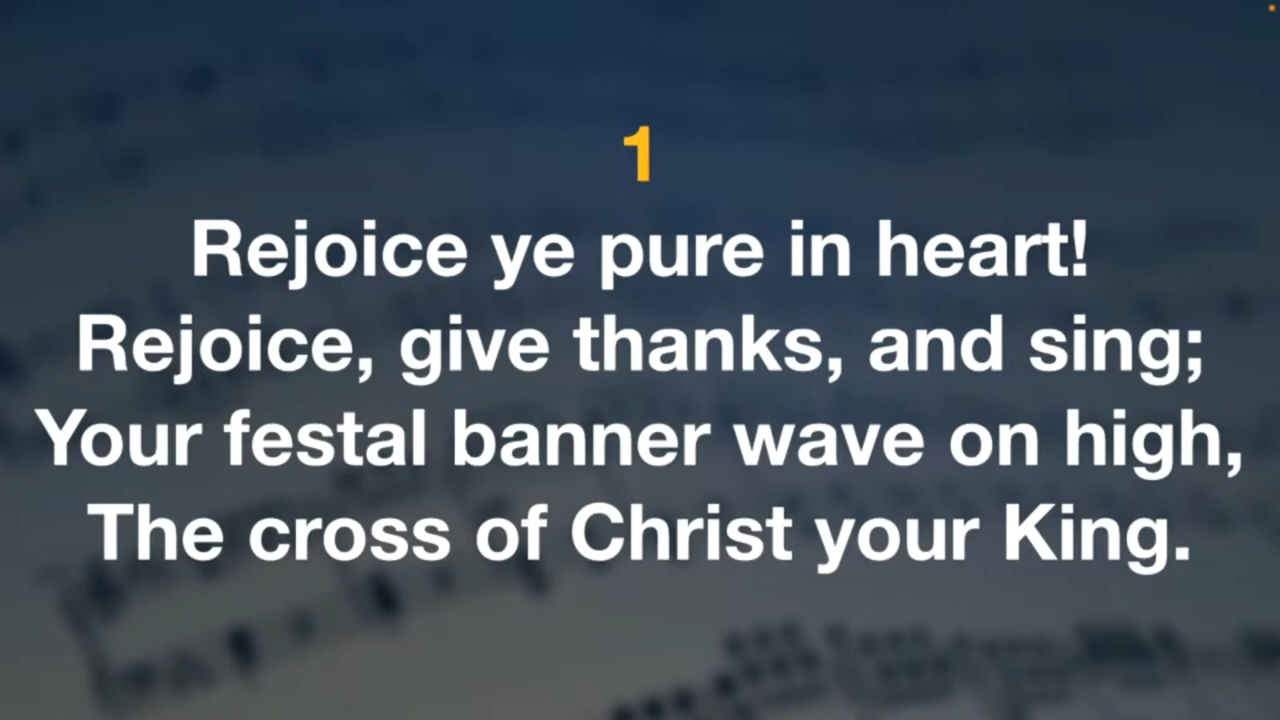 1
Rejoice ye pure in heart!
Rejoice, give thanks, and sing;
Your festal banner wave on high,
The cross of Christ your King.